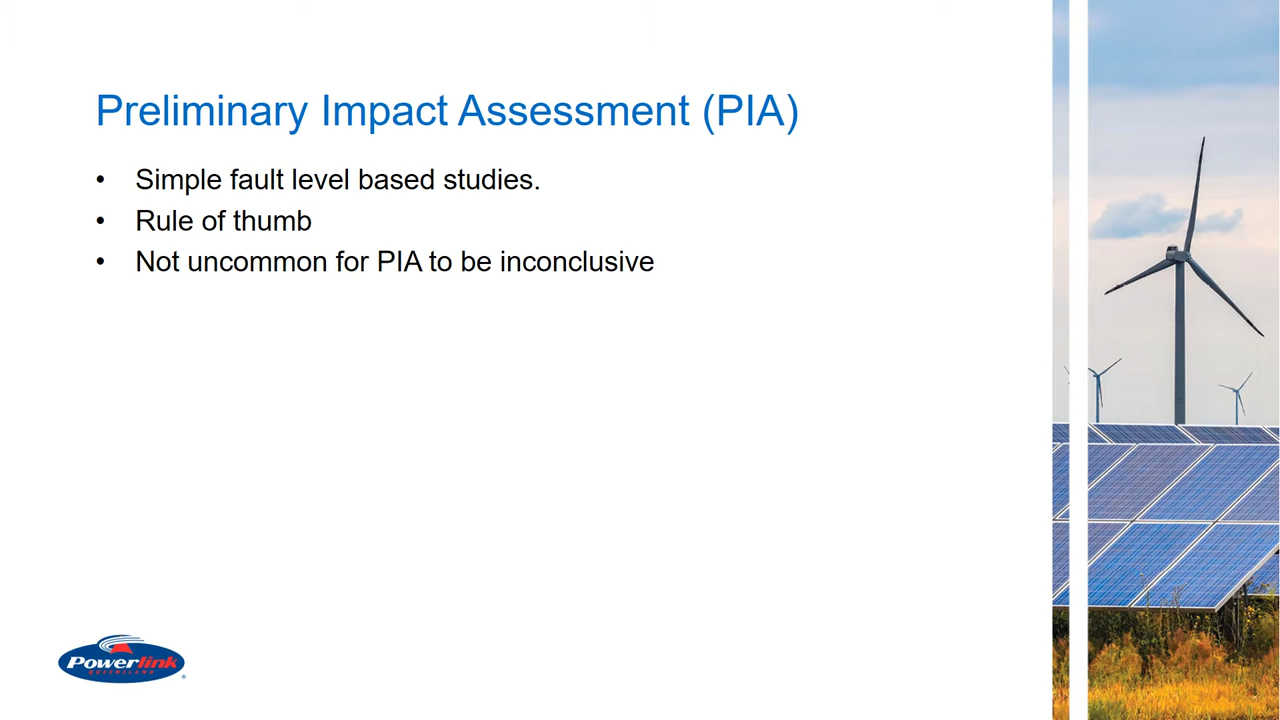 Preliminary Impact Assessment (PIA)
• Simple fault level based studies.
• Rule of thumb
• Not uncommon for PIA to be inconclusive
Powerlink
QUEENSLAND